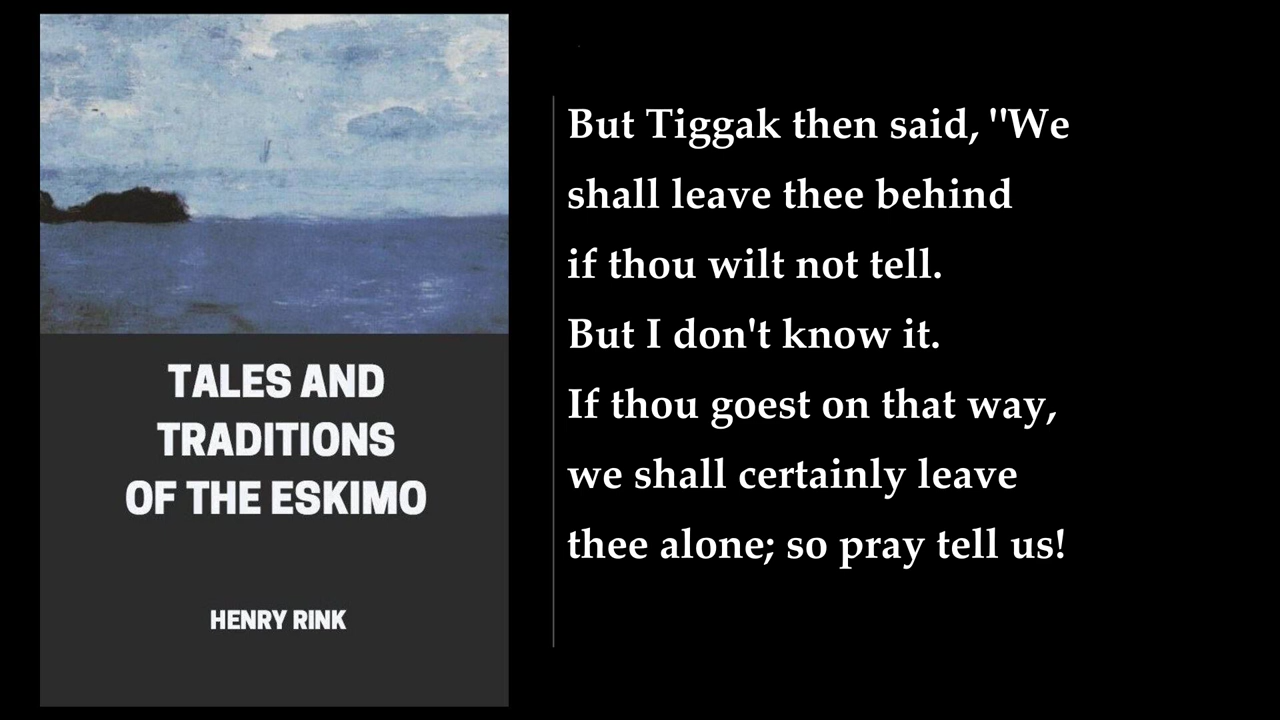 TALES AND
TRADITIONS
OF THE ESKIMO
HENRY RINK
But Tiggak then said, "We
shall leave thee behind
if thou wilt not tell.
But I don't know it.
If thou goest on that way,
we shall certainly leave
thee alone; so pray tell us!